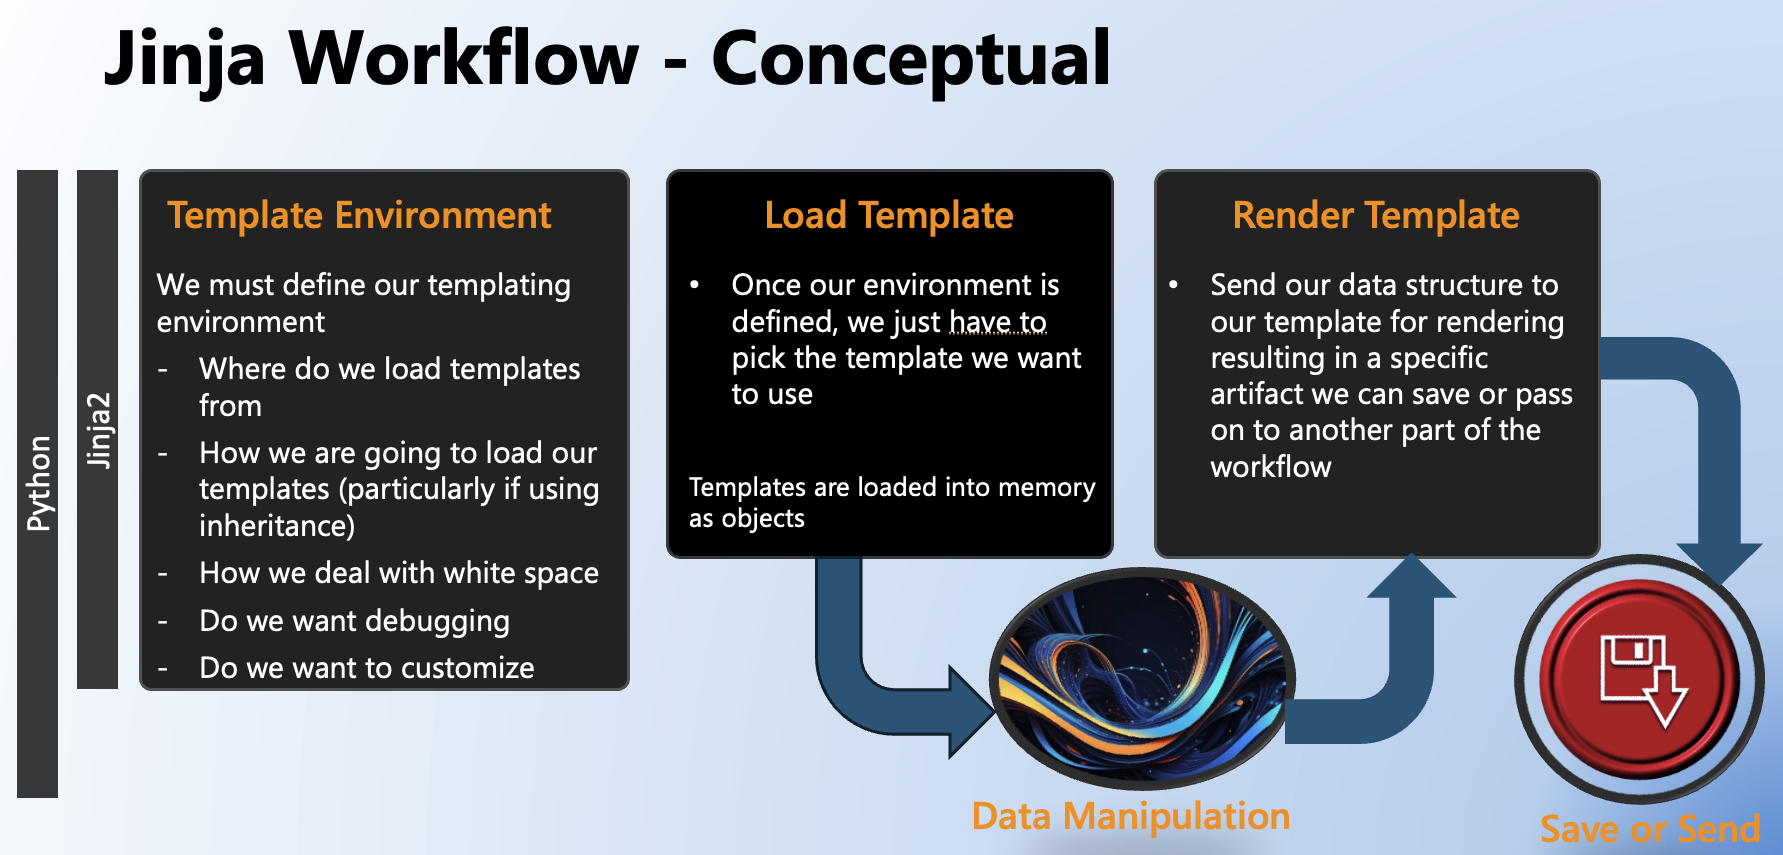 Jinja Workflow - Conceptual
Python
Jinja2
Template Environment
We must define our templating
environment
- Where do we load templates
from
- How we are going to load our
templates (particularly if using
inheritance)
- How we deal with white space
- Do we want debugging
- Do we want to customize
Load Template
• Once our environment is
defined, we just have to
pick the template we want
to use
Templates are loaded into memory
as objects
Render Template
• Send our data structure to
our template for rendering
resulting in a specific
artifact we can save or pass
on to another part of the
workflow
Data Manipulation
Save or Send